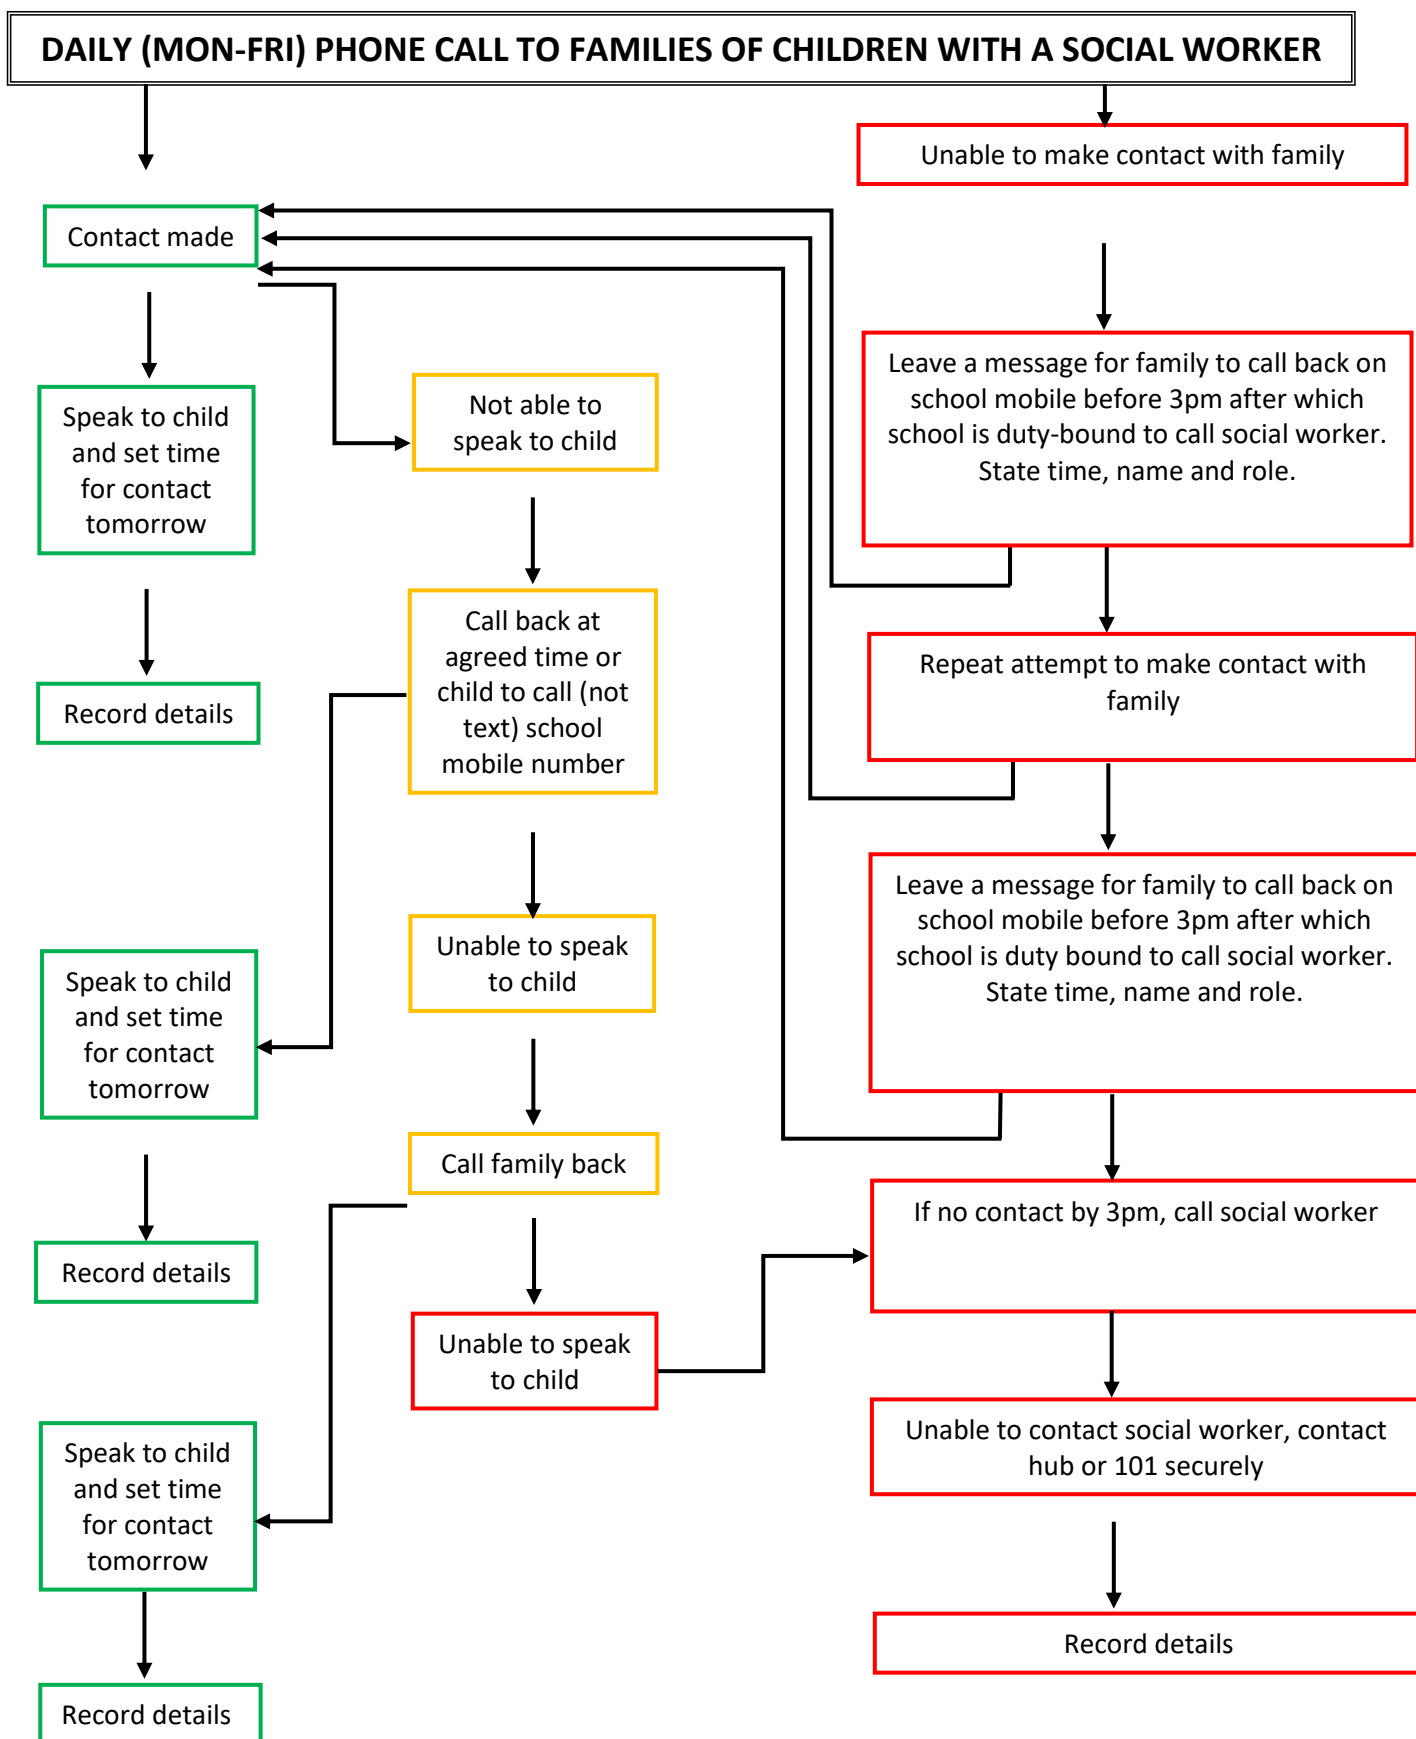 DAILY (MON-FRI) PHONE CALL TO FAMILIES OF CHILDREN WITH A SOCIAL WORKER
Unable to make contact with family
Contact made
Leave a message for family to call back on
school mobile before 3pm after which
school is duty-bound to call social worker.
State time, name and role.
Speak to child
and set time
for contact
tomorrow
Not able to
speak to child
Call back at
agreed time or
child to call (not
text) school
mobile number
Repeat attempt to make contact with
family
Record details
Leave a message for family to call back on
school mobile before 3pm after which
school is duty bound to call social worker.
State time, name and role.
Unable to speak
to child
Speak to child
and set time
for contact
tomorrow
Call family back
If no contact by 3pm, call social worker
Record details
Unable to speak
to child
Unable to contact social worker, contact
hub or 101 securely
Speak to child
and set time
for contact
tomorrow
Record details
Record details